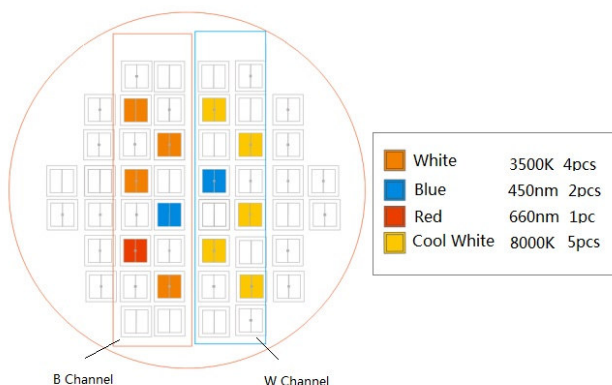 White 3500K 4pcs
Blue 450nm 2pcs
Red 660nm 1pc
Cool White 8000K 5pcs
B Channel W Channel